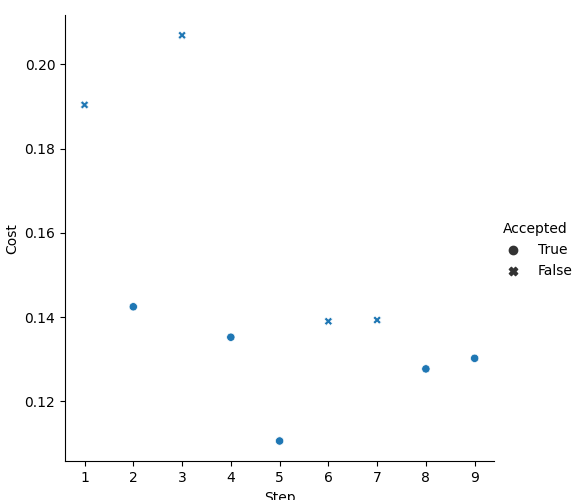 0.20
0.18
0.16
0.14
0.12
Cost
1 2 3 4 5 6 7 8 9
Step
Accepted
True
False